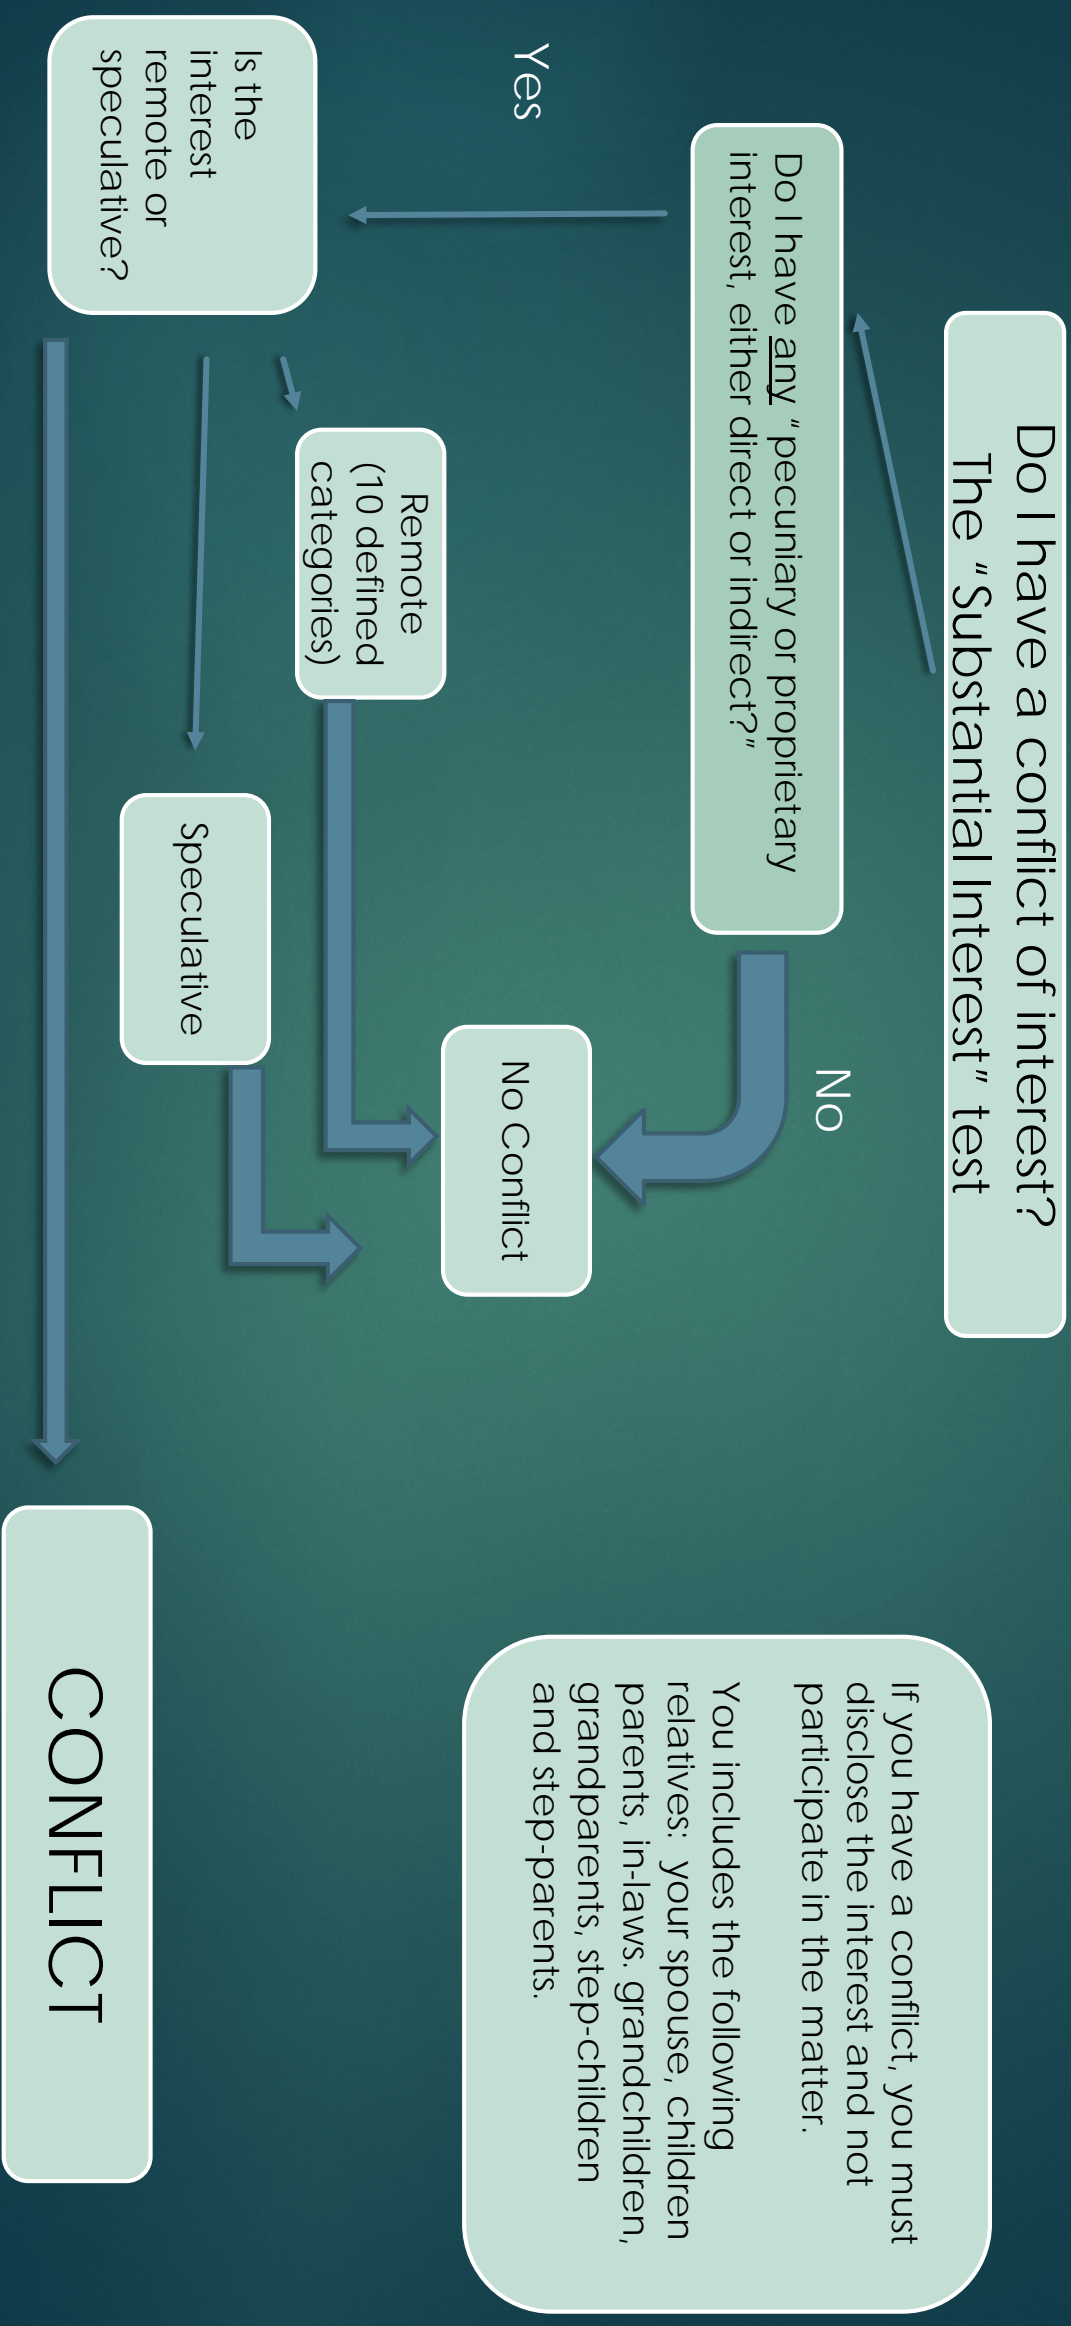 Do I have a conflict of interest?
The “Substantial Interest” test
Do I have any “pecuniary or proprietary
interest, either direct or indirect?”
No
Yes
No Conflict
Remote
(10 defined
categories)
Is the
interest
remote or
speculative?
Speculative
If you have a conflict, you must
disclose the interest and not
participate in the matter.
You includes the following
relatives: your spouse, children
parents, in-laws. grandchildren,
grandparents, step-children
and step-parents.
CONFLICT